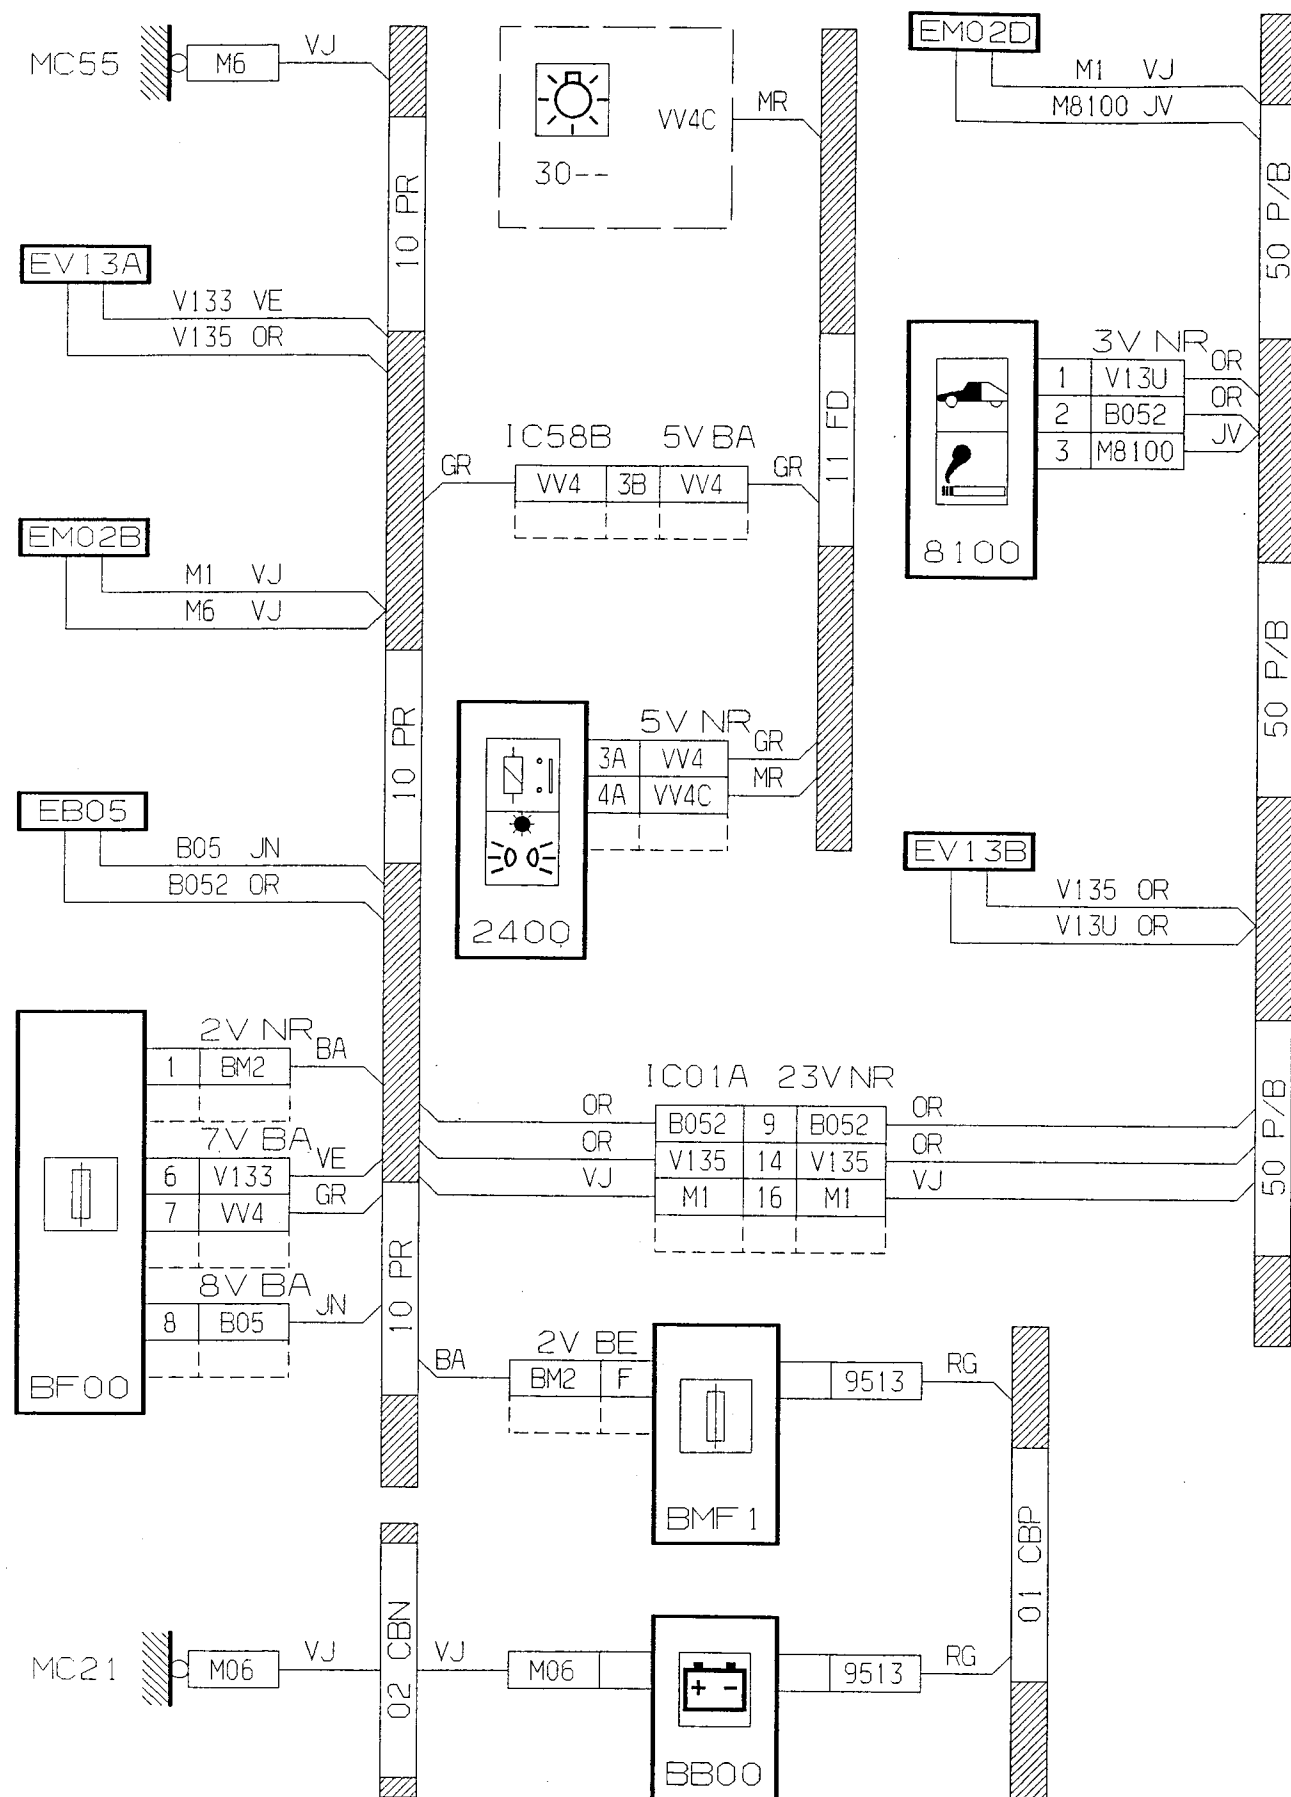 MC55 M6 VJ
10 PR
30--
VV4C MR
EM02D
M1 VJ
M8100 JV
50 P/B
EV13A
V133 VE
V135 OR
11 FD
IC58B 5V BA
GR VV4 3B VV4 GR
8100
3V NR
1 V13U OR
2 B052 OR
3 M8100 JV
EM02B
M1 VJ
M6 VJ
10 PR
50 P/B
2400
5V NR
3A VV4 GR
4A VV4C MR
EB05
B05 JN
B052 OR
EV13B
V135 OR
V13U OR
BF00
2V NR
1 BM2 BA
7V BA
6 V133 VE
7 VV4 GR
8V BA
8 B05 JN
10 PR
IC01A 23V NR
OR B052 9 B052 OR
OR V135 14 V135 OR
VJ M1 16 M1 VJ
50 P/B
2V BE
BA BM2 F
BMF1
9513 RG
01 CBP
MC21 M06 VJ
02 CBN
VJ M06
BB00
9513 RG